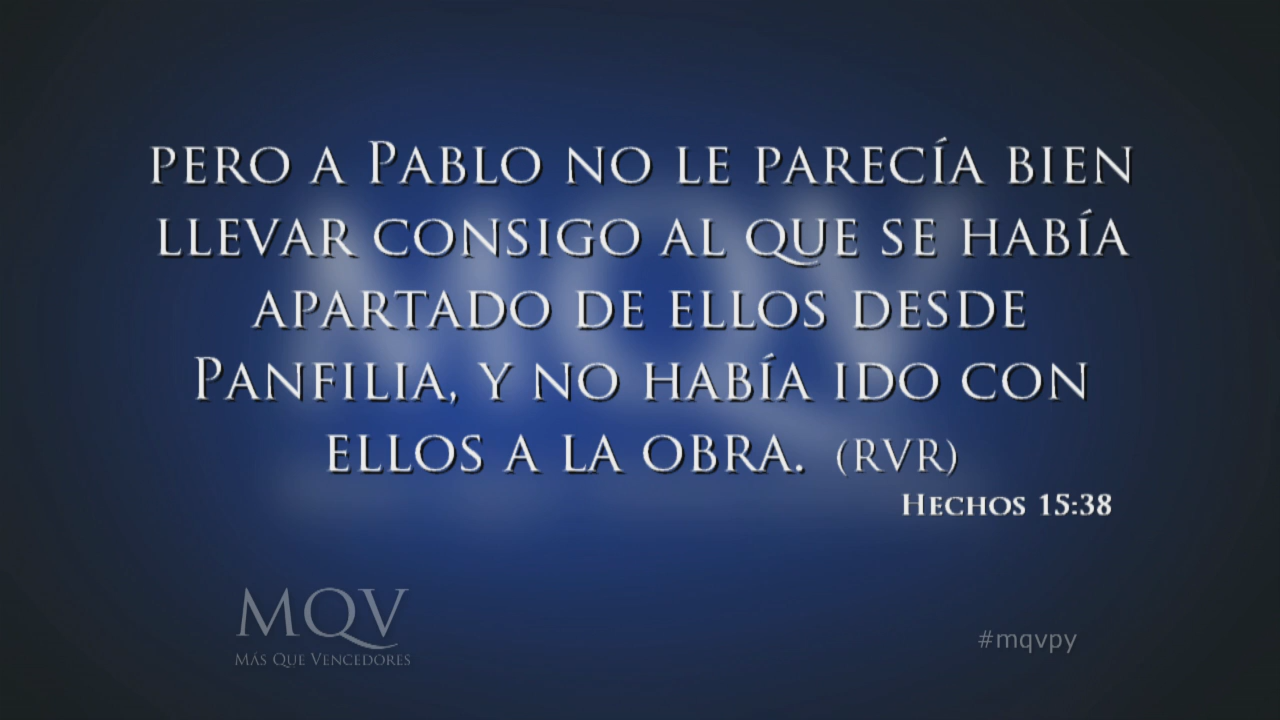 pero a Pablo no le parecía bien
llevar consigo al que se había
apartado de ellos desde
Panfilia, y no había ido con
ellos a la obra. (RVR)
Hechos 15:38
MQV
Más Que Vencedores
#mqvpy